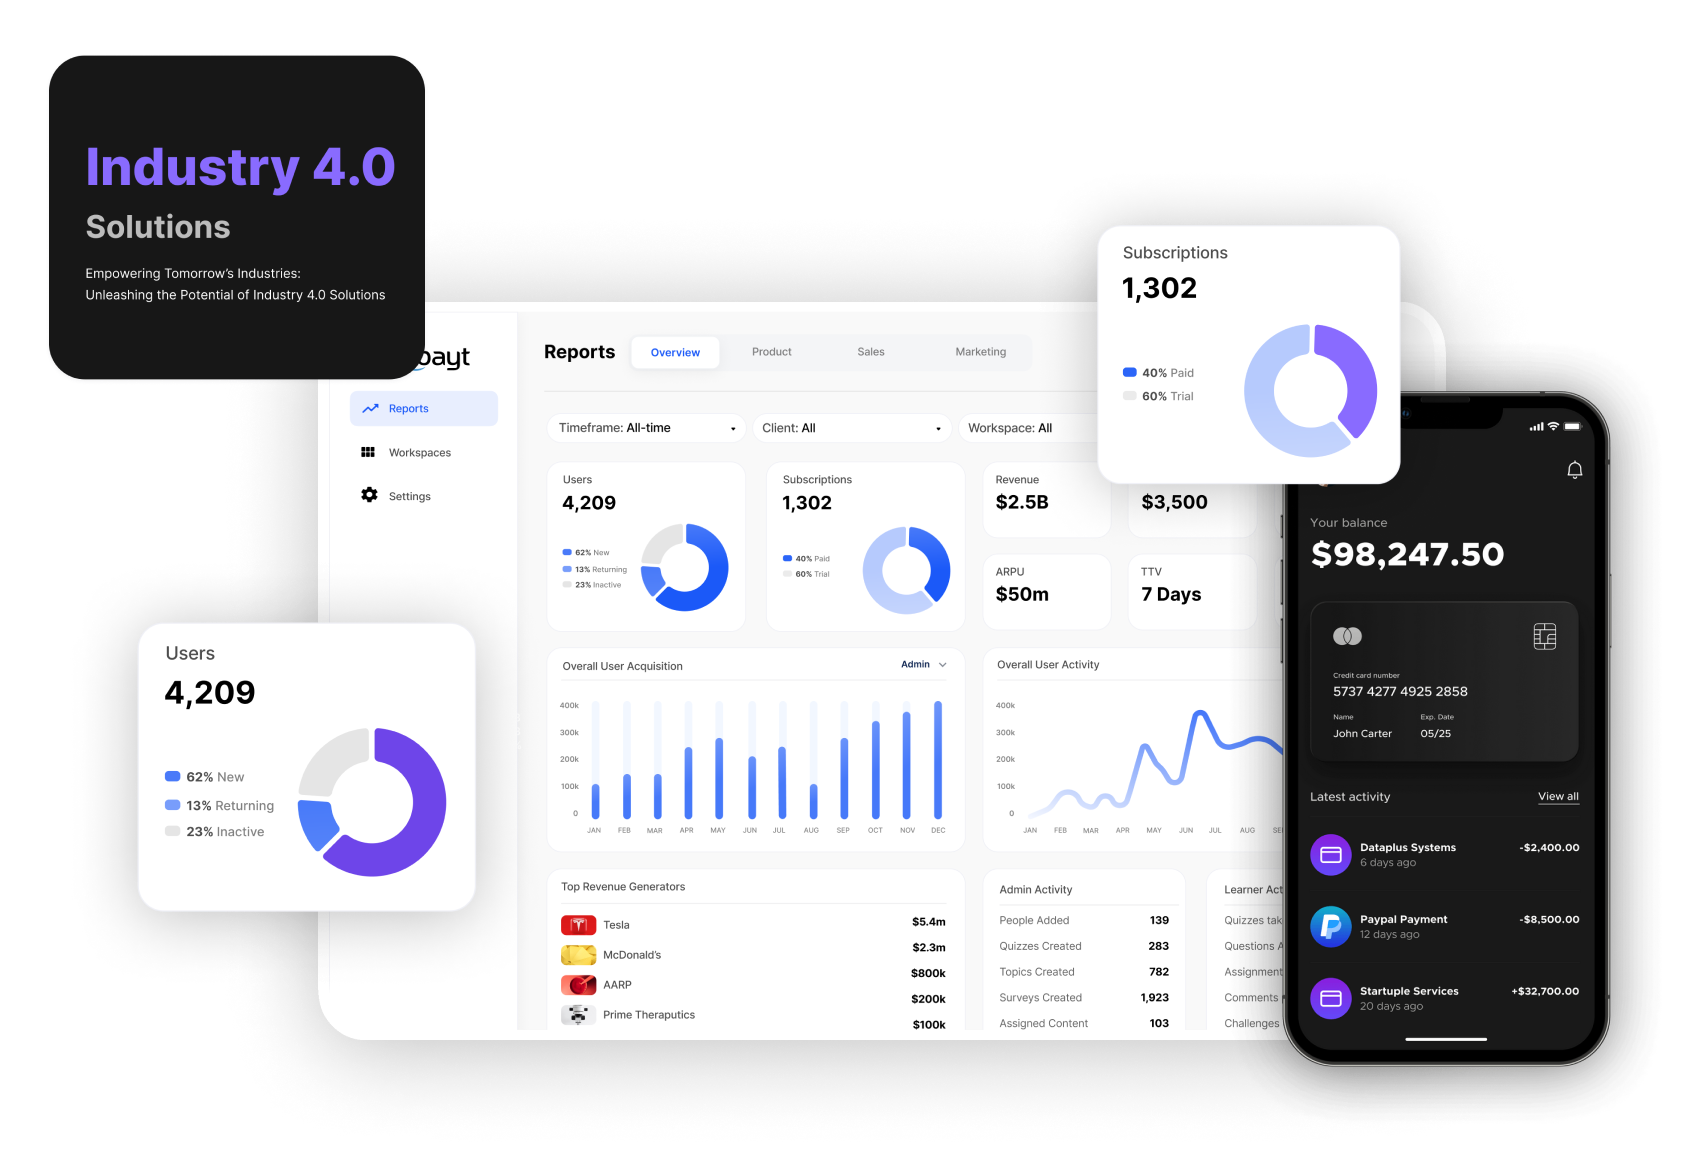 Industry 4.0
Solutions
Empowering Tomorrow's Industries:
Unleashing the Potential of Industry 4.0 Solutions
Reports
Workspaces
Settings
Reports
Overview
Product
Sales
Marketing
Timeframe: All-time
Client: All
Workspace: All
Users
4,209
62% New
13% Returning
23% Inactive
Subscriptions
1,302
40% Paid
60% Trial
Revenue
$2.5B
$3,500
ARPU
$50m
TTV
7 Days
Subscriptions
1,302
40% Paid
60% Trial
Users
4,209
62% New
13% Returning
23% Inactive
Overall User Acquisition
Admin
400k
300k
200k
100k
0
JAN FEB MAR APR MAY JUN JUL AUG SEP OCT NOV DEC
Overall User Activity
400k
300k
200k
100k
0
JAN FEB MAR APR MAY JUN JUL AUG
Top Revenue Generators
Tesla $5.4m
McDonald's $2.3m
AARP $800k
Prime Theraputics $200k
$100k
Admin Activity
People Added 139
Quizzes Created 283
Topics Created 782
Surveys Created 1,923
Assigned Content 103
Learner
Quizzes
Questions
Assignment
Comments
Challenges
Your balance
$98,247.50
Credit card number
5737 4277 4925 2858
Name Exp. Date
John Carter 05/25
Latest activity View all
Dataplus Systems -$2,400.00
6 days ago
Paypal Payment -$8,500.00
12 days ago
Startuple Services +$32,700.00
20 days ago